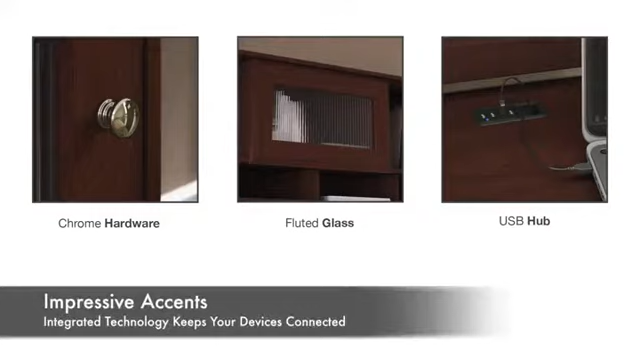 Chrome Hardware
Fluted Glass
USB Hub
Impressive Accents
Integrated Technology Keeps Your Devices Connected